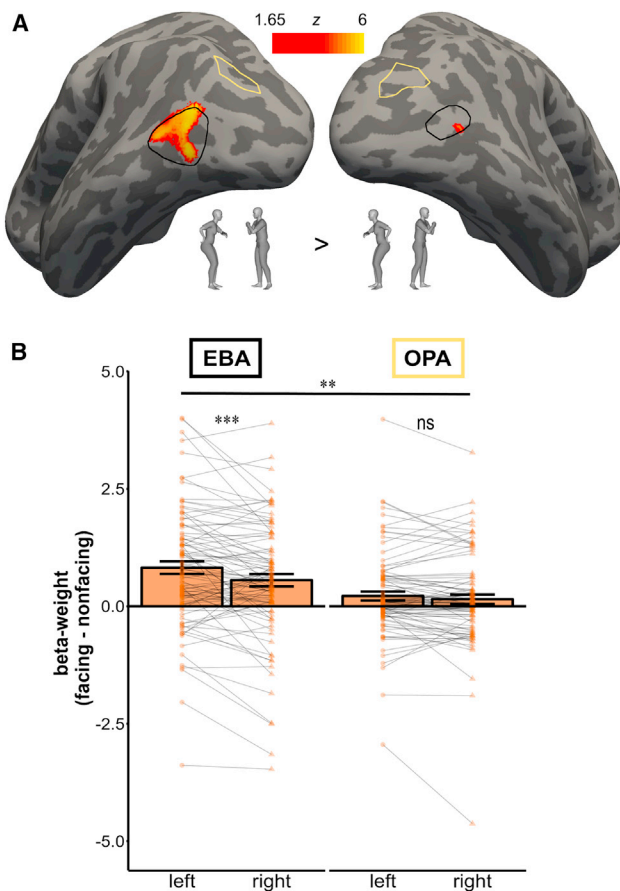 A
1.65 z 6
>
B
EBA OPA
**
*** ns
5.0
2.5
0.0
-2.5
-5.0
beta-weight
(facing - nonfacing)
left right left right